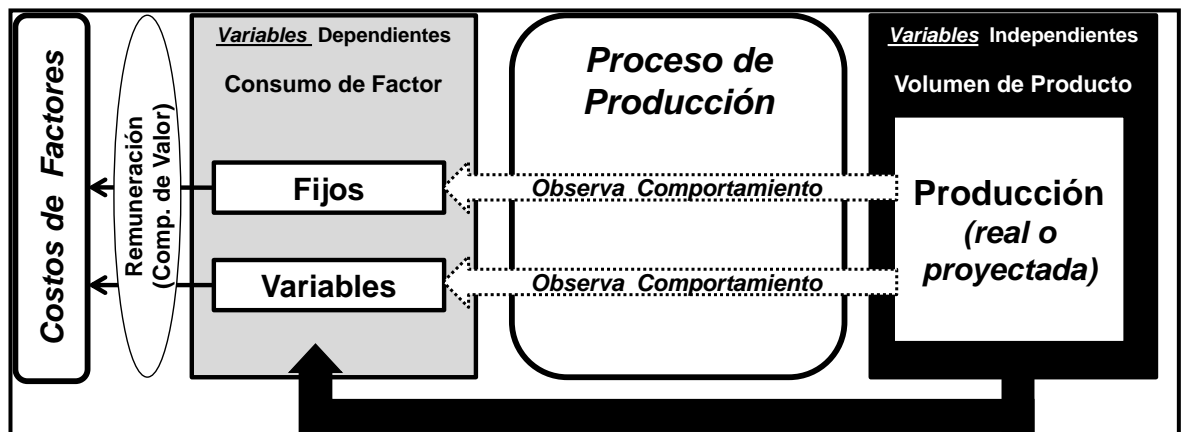 Costos de Factores
Remuneración
(Comp. de Valor)
Variables Dependientes
Consumo de Factor
Fijos
Variables
Proceso de
Producción
Observa Comportamiento
Observa Comportamiento
Variables Independientes
Volumen de Producto
Producción
(real o
proyectada)